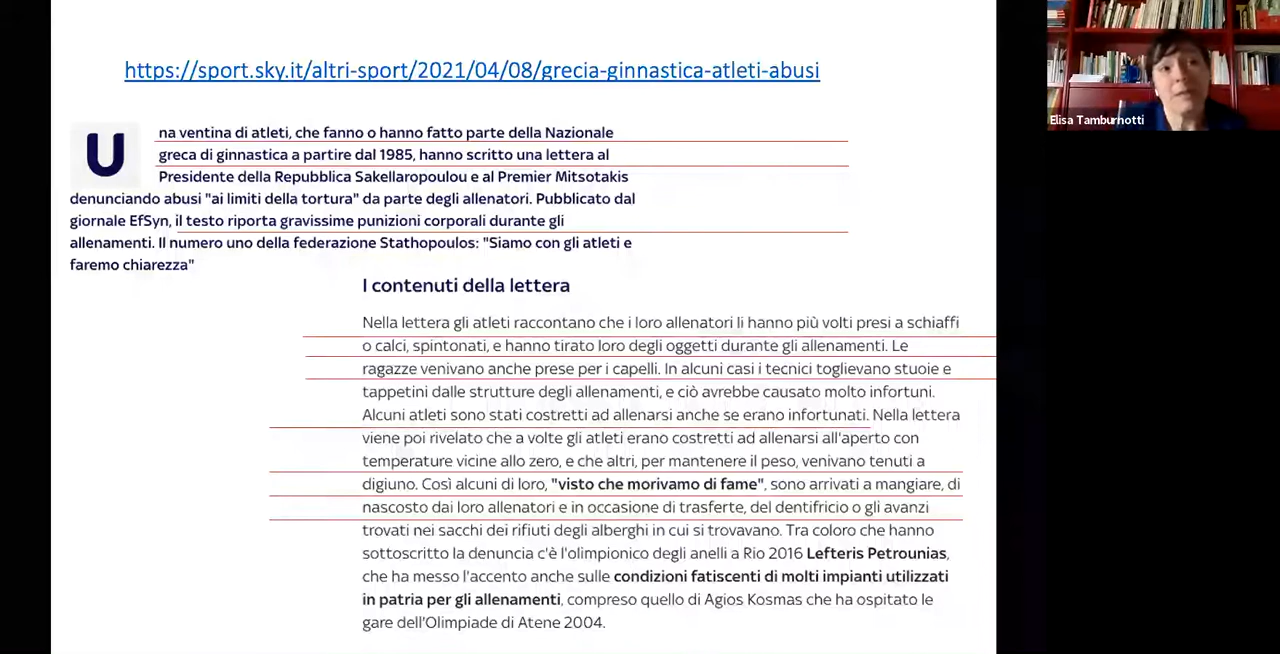 https://sport.sky.it/altri-sport/2021/04/08/grecia-ginnastica-atleti-abusi
Elisa Tamburnotti
Una ventina di atleti, che fanno o hanno fatto parte della Nazionale
greca di ginnastica a partire dal 1985, hanno scritto una lettera al
Presidente della Repubblica Sakellaropoulou e al Premier Mitsotakis
denunciando abusi "ai limiti della tortura" da parte degli allenatori. Pubblicato dal
giornale EfSyn, il testo riporta gravissime punizioni corporali durante gli
allenamenti. Il numero uno della federazione Stathopoulos: "Siamo con gli atleti e
faremo chiarezza"
I contenuti della lettera
Nella lettera gli atleti raccontano che i loro allenatori li hanno più volti presi a schiaffi
o calci, spintonati, e hanno tirato loro degli oggetti durante gli allenamenti. Le
ragazze venivano anche prese per i capelli. In alcuni casi i tecnici toglievano stuoie e
tappetini dalle strutture degli allenamenti, e ciò avrebbe causato molto infortuni.
Alcuni atleti sono stati costretti ad allenarsi anche se erano infortunati. Nella lettera
viene poi rivelato che a volte gli atleti erano costretti ad allenarsi all'aperto con
temperature vicine allo zero, e che altri, per mantenere il peso, venivano tenuti a
digiuno. Così alcuni di loro, "visto che morivamo di fame", sono arrivati a mangiare, di
nascosto dai loro allenatori e in occasione di trasferte, del dentifricio o gli avanzi
trovati nei sacchi dei rifiuti degli alberghi in cui si trovavano. Tra coloro che hanno
sottoscritto la denuncia c'è l'olimpionico degli anelli a Rio 2016 Lefteris Petrounias,
che ha messo l'accento anche sulle condizioni fatiscenti di molti impianti utilizzati
in patria per gli allenamenti, compreso quello di Agios Kosmas che ha ospitato le
gare dell'Olimpiade di Atene 2004.